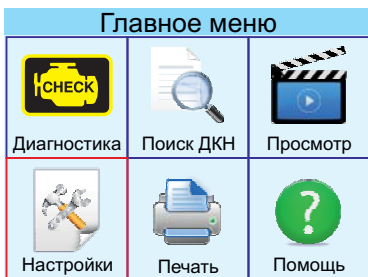 Главное меню
CHECK
Диагностика Поиск ДКН Просмотр
?
Настройки Печать Помощь